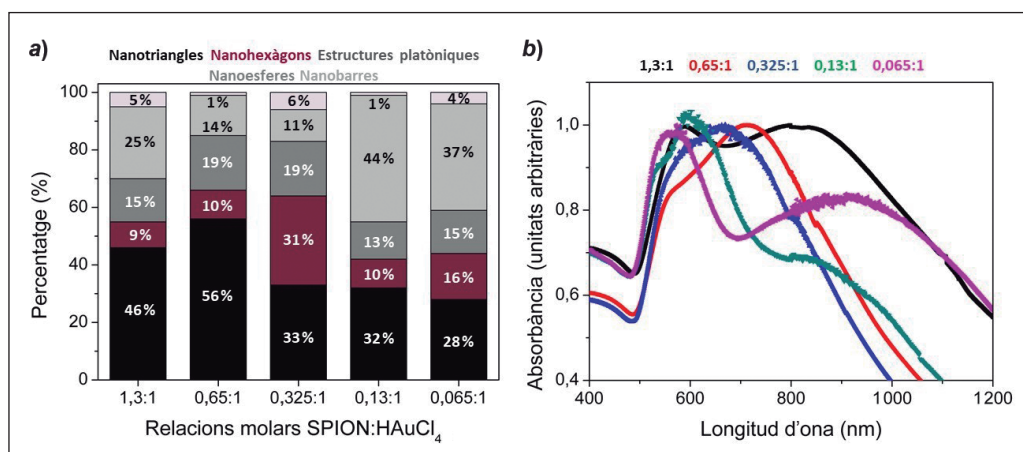 a)
Nanotriangles Nanohexàgons Estructures platòniques
Nanoesferes Nanobarres
Percentatge (%)
100
80
60
40
20
0
5% 1% 6% 1% 4%
25% 14% 11% 44% 37%
15% 19% 19% 13% 15%
9% 10% 31% 10% 16%
46% 56% 33% 32% 28%
1,3:1 0,65:1 0,325:1 0,13:1 0,065:1
Relacions molars SPION:HAuCl4
b)
1,3:1 0,65:1 0,325:1 0,13:1 0,065:1
Absorbància (unitats arbitràries)
1,0
0,8
0,6
0,4
400 600 800 1000 1200
Longitud d'ona (nm)